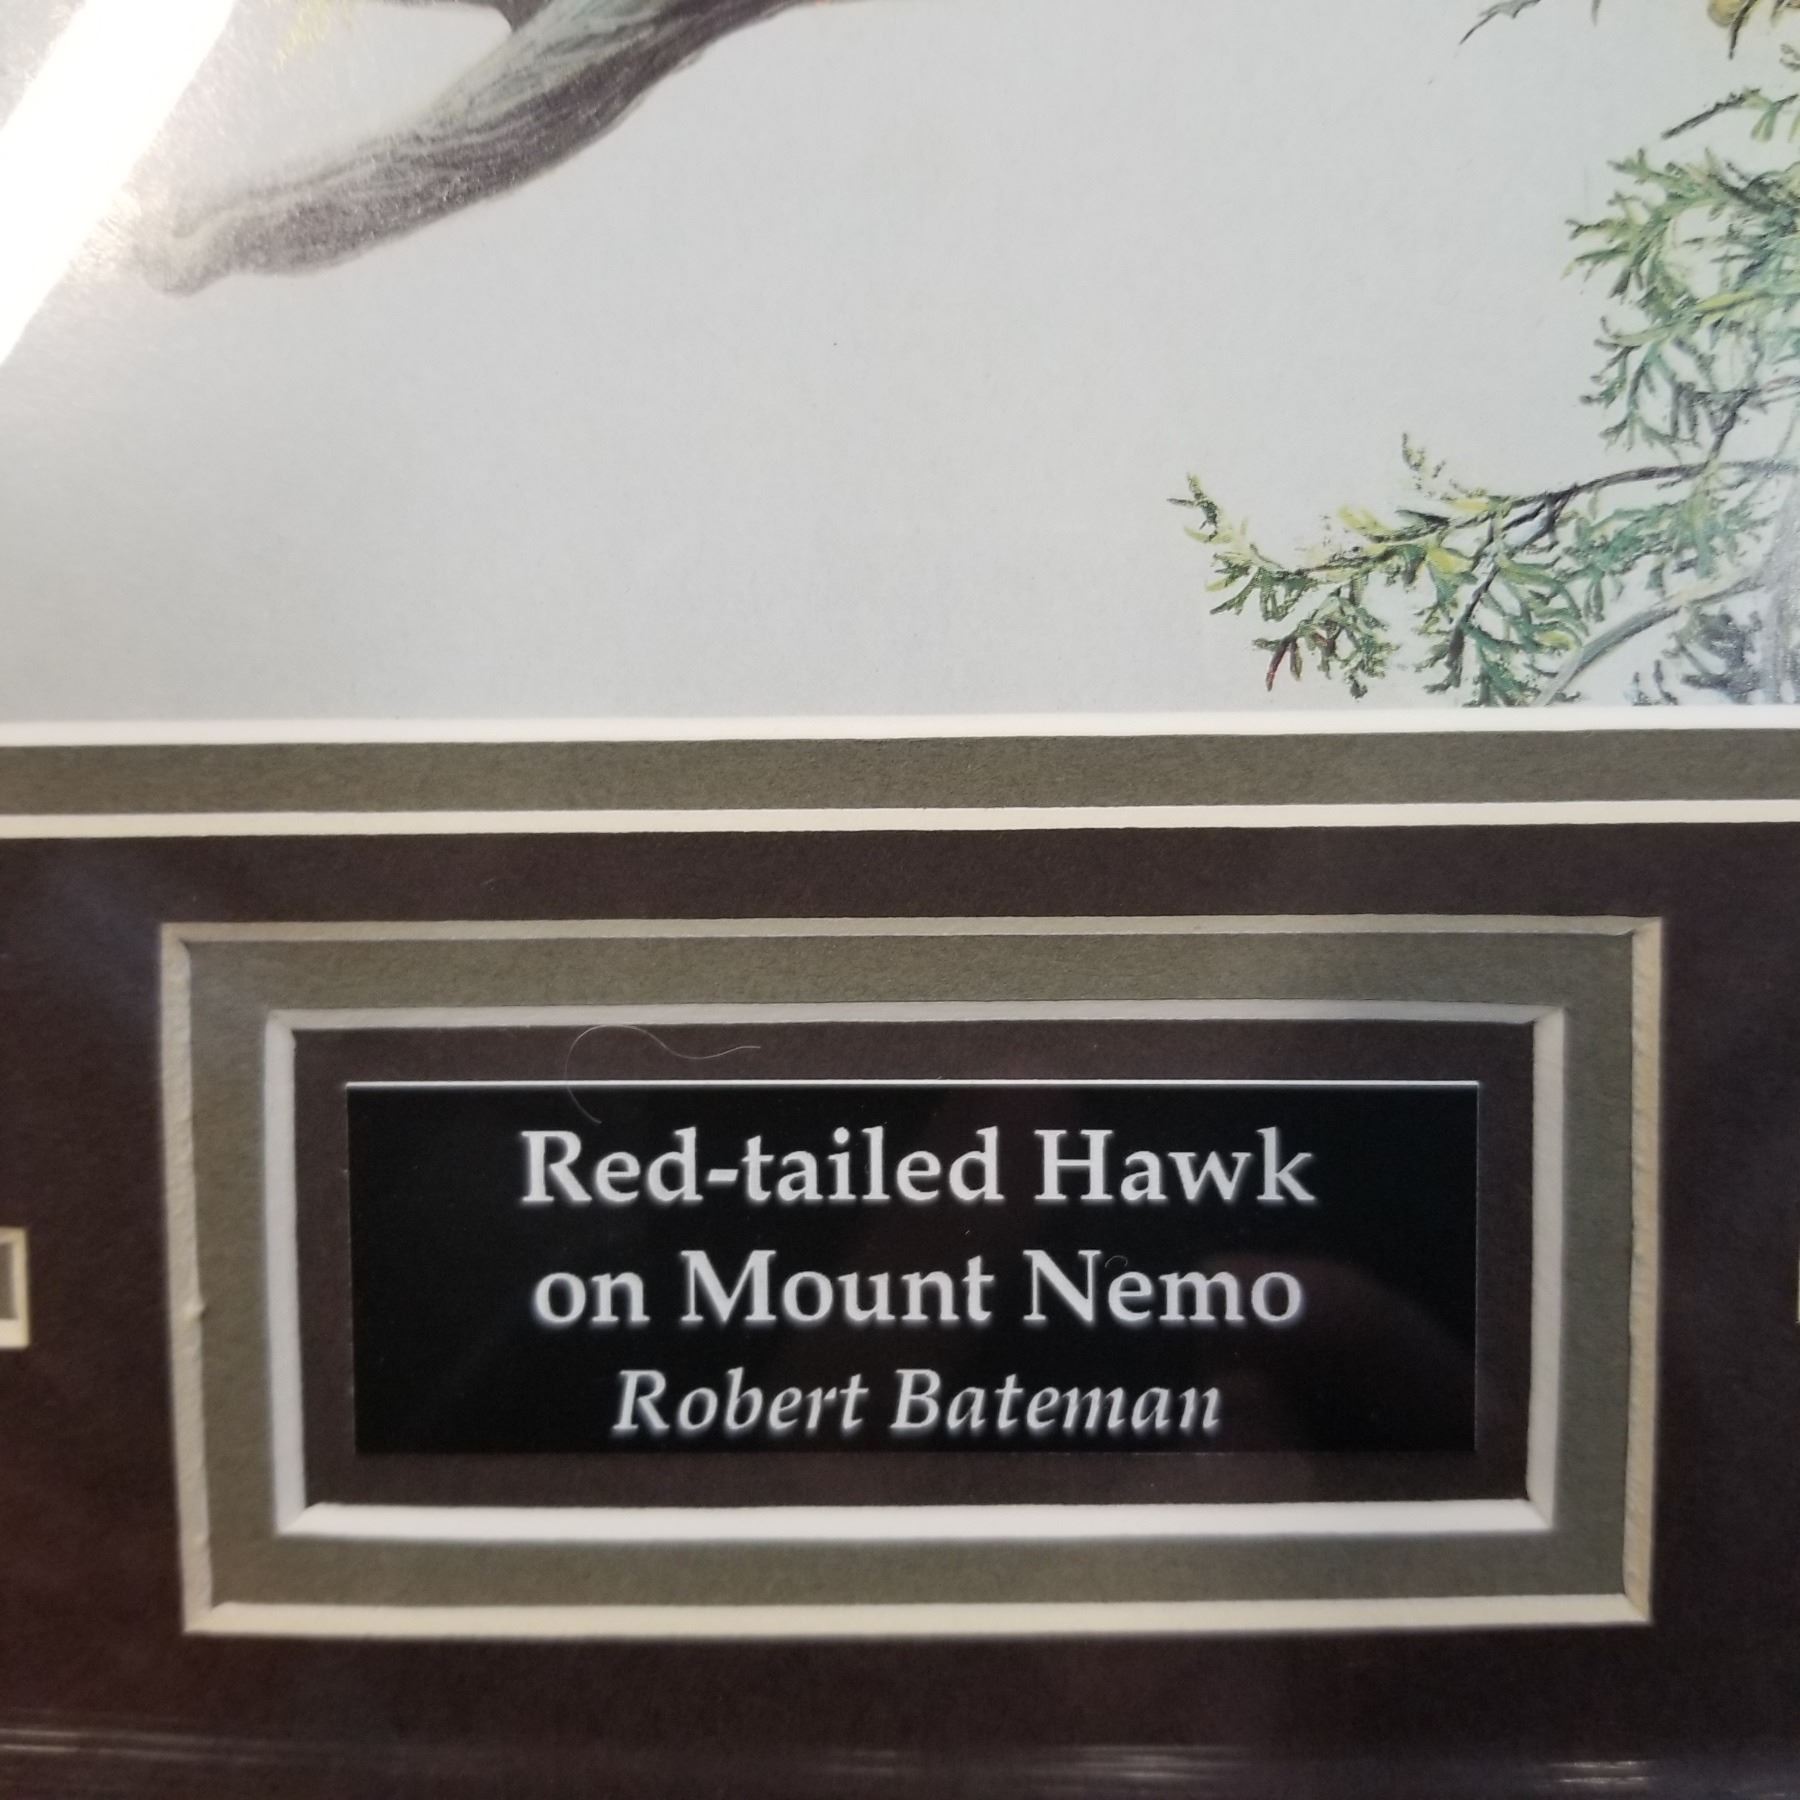 Red-tailed Hawk
on Mount Nemo
Robert Bateman